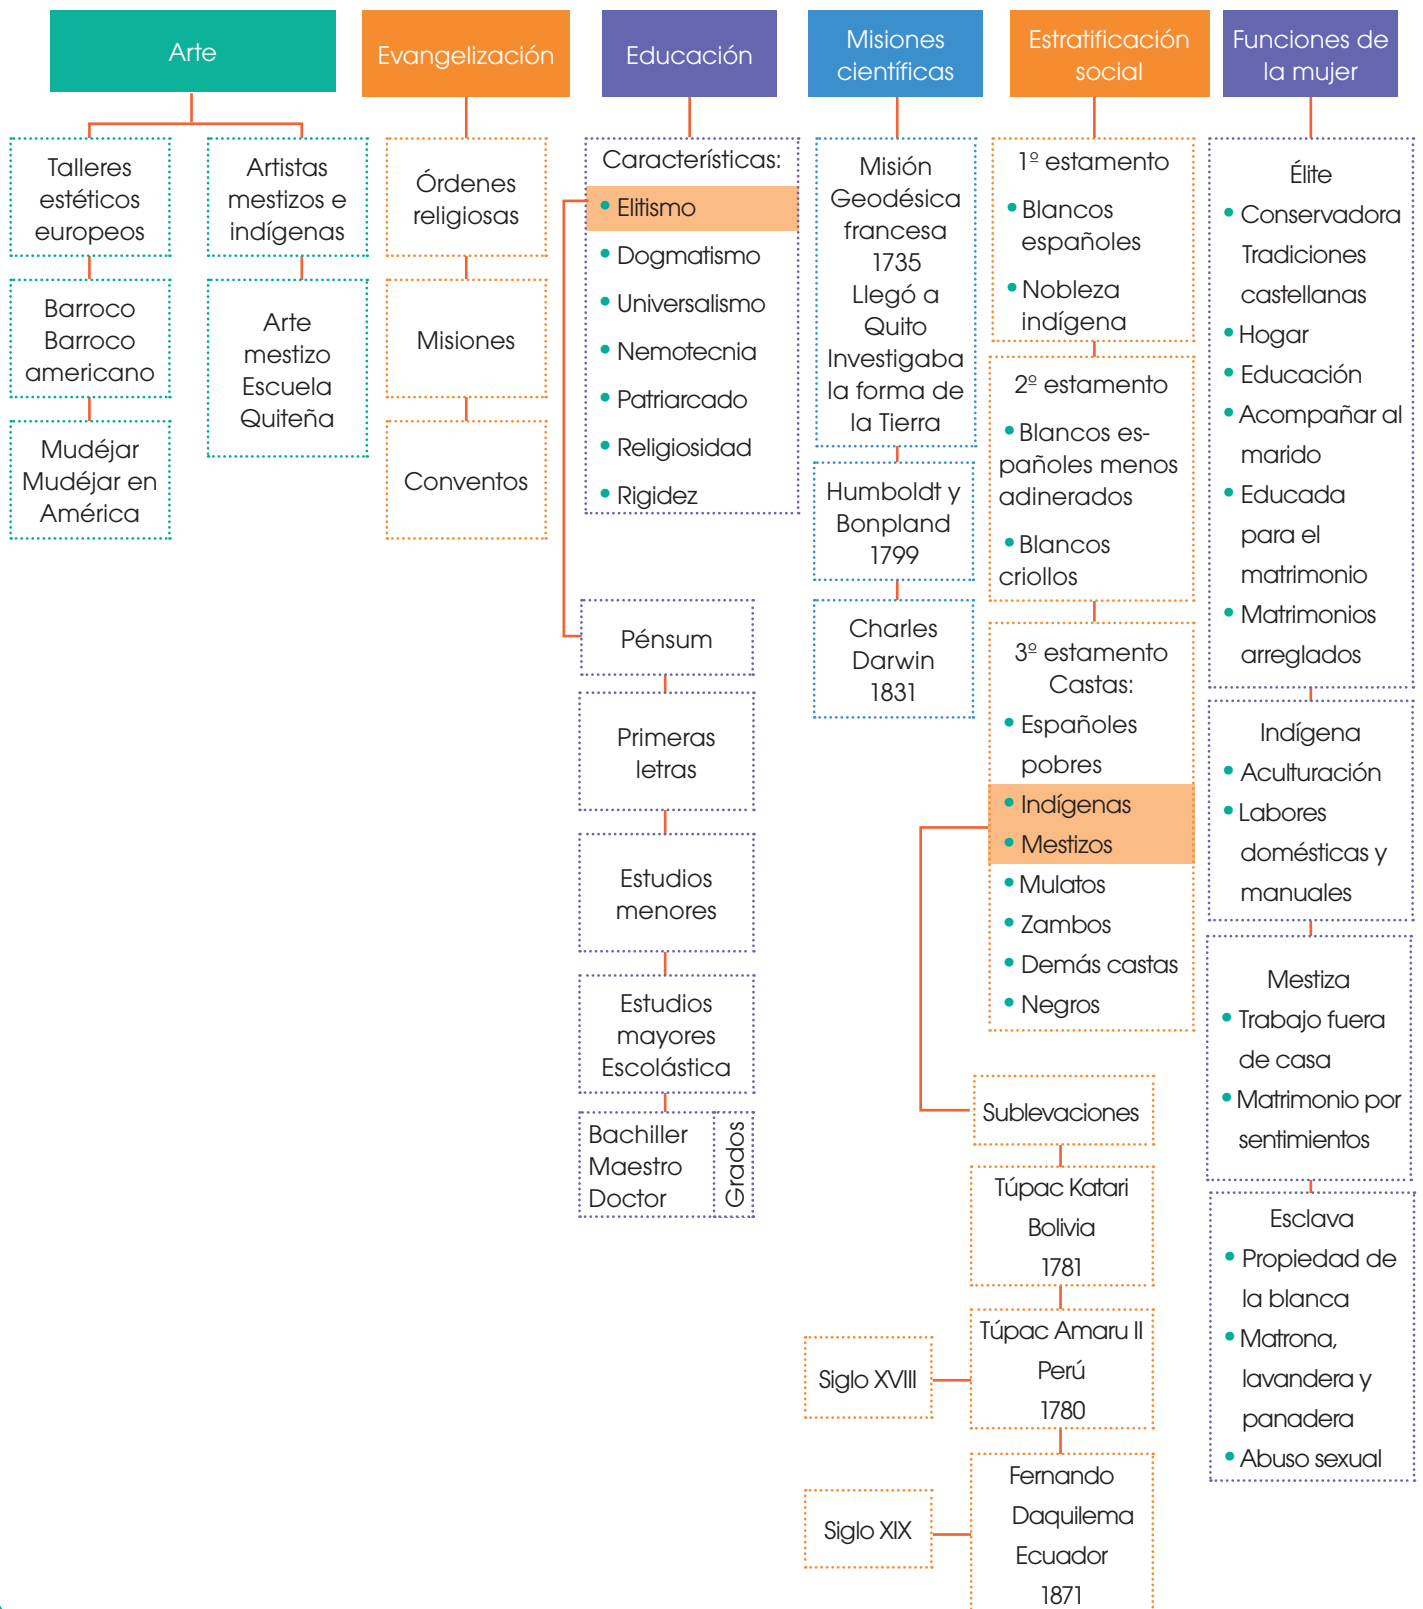 Arte
Talleres
estéticos
europeos
Barroco
Barroco
americano
Mudéjar
Mudéjar en
América
Artistas
mestizos e
indígenas
Arte
mestizo
Escuela
Quiteña
Evangelización
Órdenes
religiosas
Misiones
Conventos
Educación
Características:
• Elitismo
• Dogmatismo
• Universalismo
• Nemotecnia
• Patriarcado
• Religiosidad
• Rigidez
Pénsum
Primeras
letras
Estudios
menores
Estudios
mayores
Escolástica
Bachiller
Maestro
Doctor
Grados
Misiones
científicas
Misión
Geodésica
francesa
1735
Llegó a
Quito
Investigaba
la forma de
la Tierra
Humboldt y
Bonpland
1799
Charles
Darwin
1831
Estratificación
social
1º estamento
• Blancos
españoles
• Nobleza
indígena
2º estamento
• Blancos es-
pañoles menos
adinerados
• Blancos
criollos
3º estamento
Castas:
• Españoles
pobres
• Indígenas
• Mestizos
• Mulatos
• Zambos
• Demás castas
• Negros
Sublevaciones
Túpac Katari
Bolivia
1781
Siglo XVIII
Túpac Amaru II
Perú
1780
Siglo XIX
Fernando
Daquilema
Ecuador
1871
Funciones de
la mujer
Élite
• Conservadora
Tradiciones
castellanas
• Hogar
• Educación
• Acompañar al
marido
• Educada
para el
matrimonio
• Matrimonios
arreglados
Indígena
• Aculturación
• Labores
domésticas y
manuales
Mestiza
• Trabajo fuera
de casa
• Matrimonio por
sentimientos
Esclava
• Propiedad de
la blanca
• Matrona,
lavandera y
panadera
• Abuso sexual